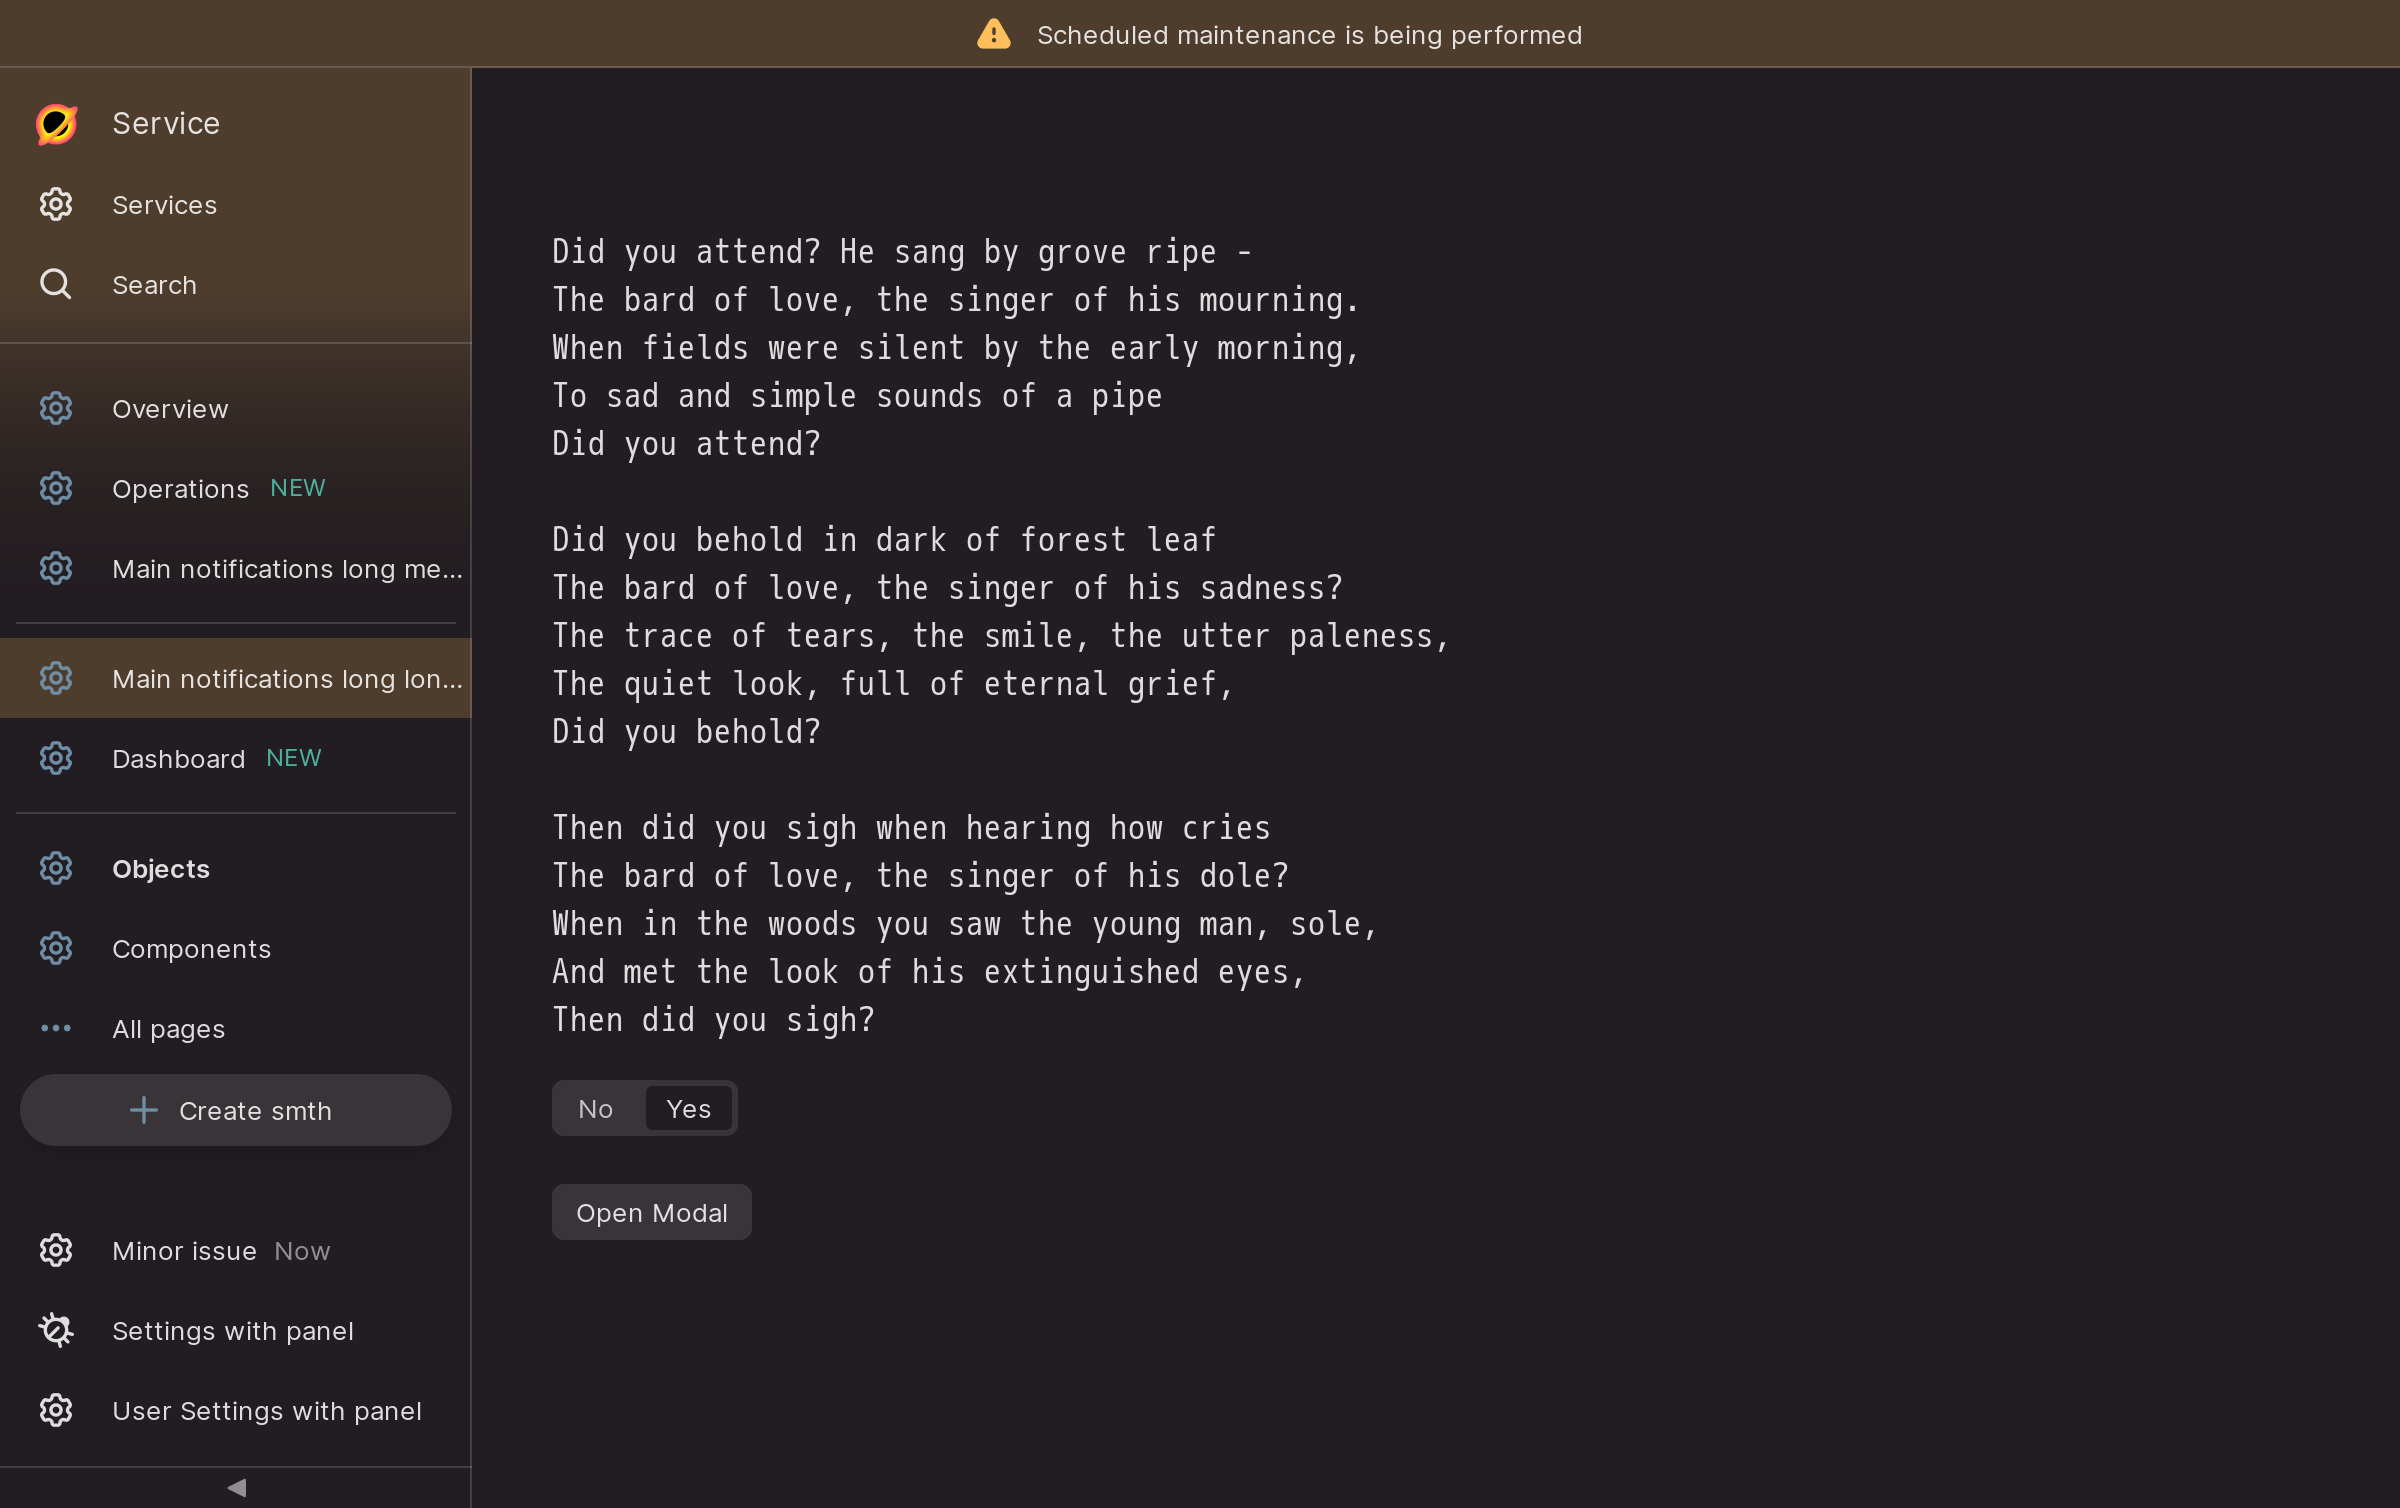 Scheduled maintenance is being performed
Service
Services
Search
Overview
Operations NEW
Main notifications long me...
Main notifications long lon...
Dashboard NEW
Objects
Components
All pages
Create smth
Minor issue Now
Settings with panel
User Settings with panel
Did you attend? He sang by grove ripe -
The bard of love, the singer of his mourning.
When fields were silent by the early morning,
To sad and simple sounds of a pipe
Did you attend?
Did you behold in dark of forest leaf
The bard of love, the singer of his sadness?
The trace of tears, the smile, the utter paleness,
The quiet look, full of eternal grief,
Did you behold?
Then did you sigh when hearing how cries
The bard of love, the singer of his dole?
When in the woods you saw the young man, sole,
And met the look of his extinguished eyes,
Then did you sigh?
No Yes
Open Modal